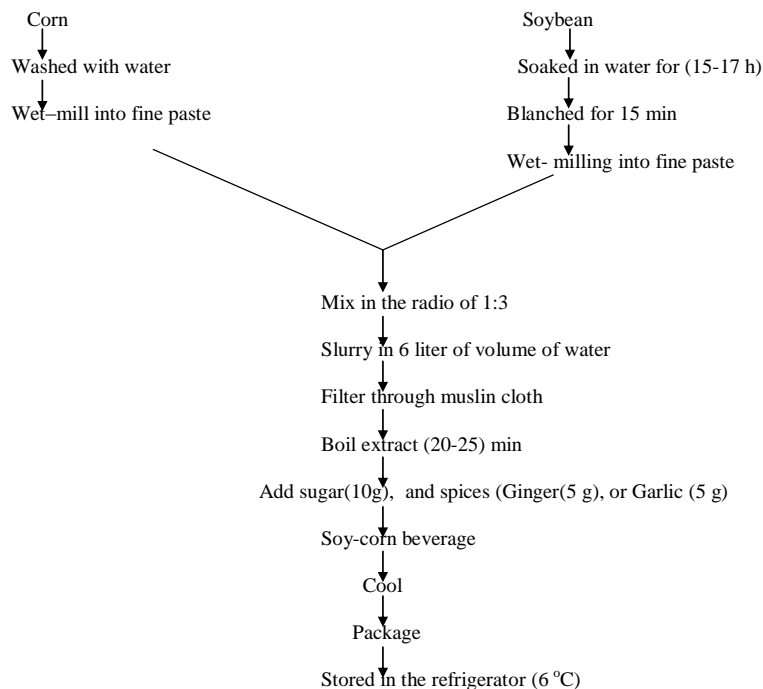 Corn
Soybean
Washed with water
Soaked in water for (15-17 h)
Wet–mill into fine paste
Blanched for 15 min
Wet- milling into fine paste
Mix in the radio of 1:3
Slurry in 6 liter of volume of water
Filter through muslin cloth
Boil extract (20-25) min
Add sugar(10g), and spices (Ginger(5 g), or Garlic (5 g)
Soy-corn beverage
Cool
Package
Stored in the refrigerator (6 °C)